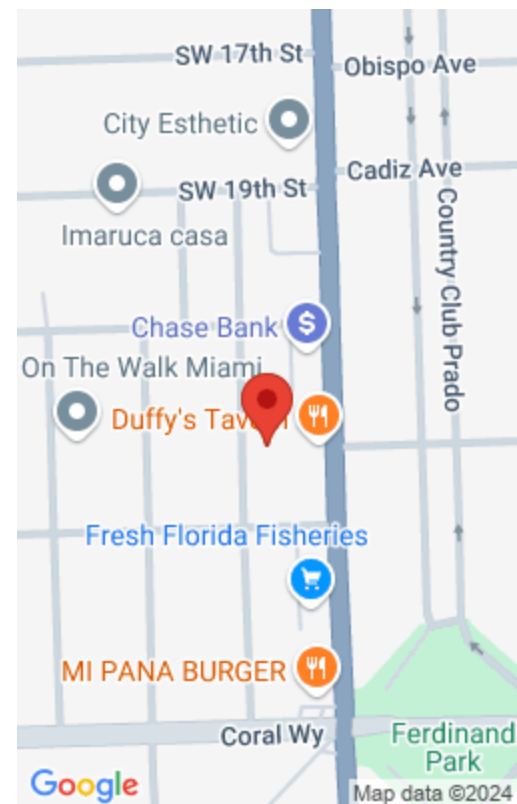 SW 17th St
Obispo Ave
City Esthetic
Cadiz Ave
SW 19th St
Imaruca casa
Country Club Prado
Chase Bank
$
On The Walk Miami
Duffy's Tavern
Fresh Florida Fisheries
MI PANA BURGER
Coral Wy
Ferdinand
Park
Google
Map data ©2024